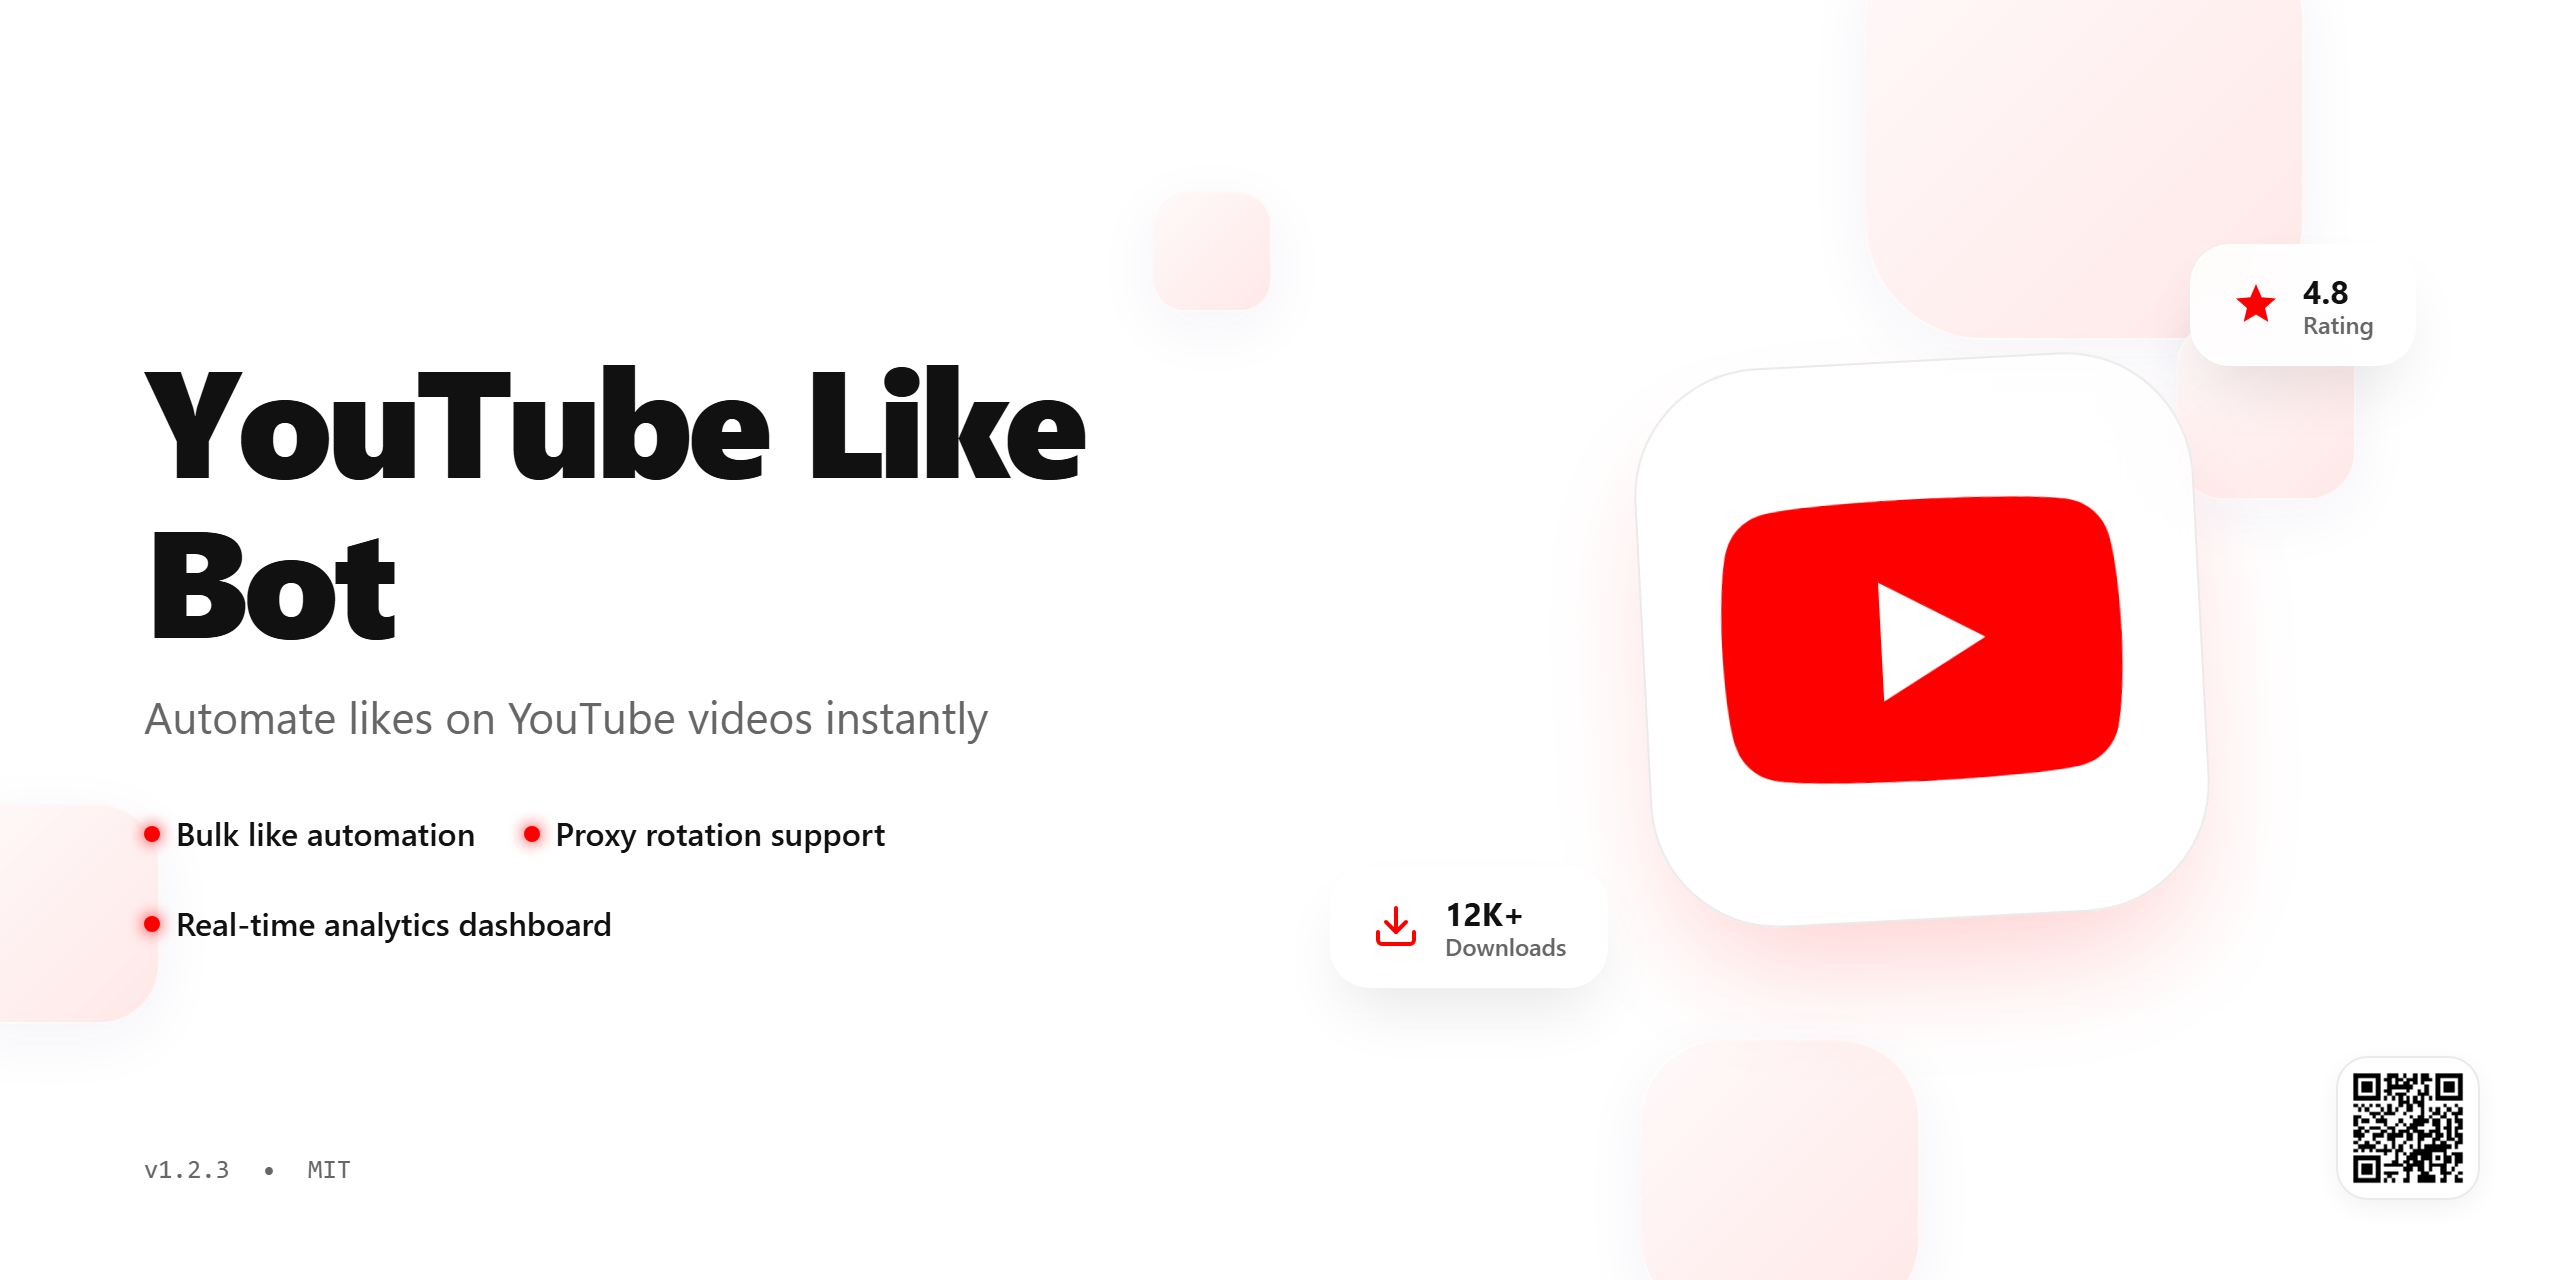 YouTube Like
Bot
Automate likes on YouTube videos instantly
Bulk like automation
Proxy rotation support
Real-time analytics dashboard
v1.2.3 • MIT
4.8
Rating
12K+
Downloads